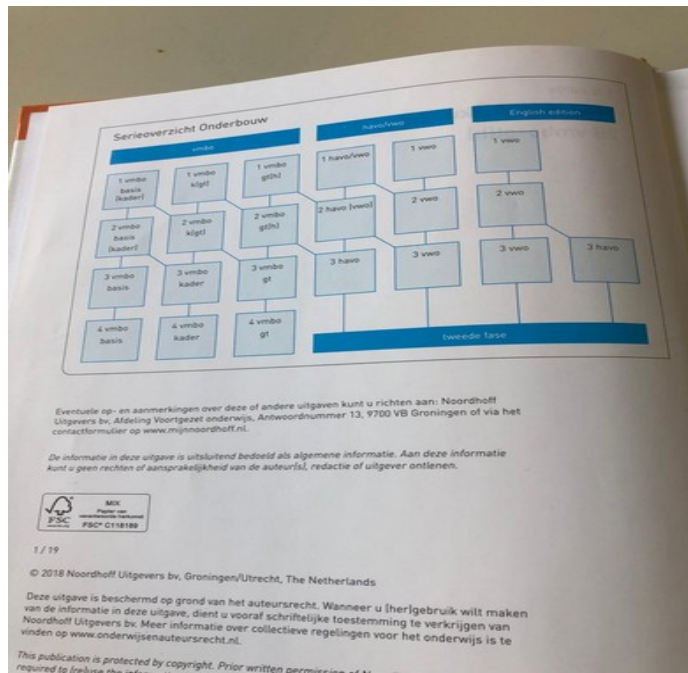 Serieoverzicht Onderbouw
vmbo
havo/vwo
English edition
1 vmbo
basis
(kader)
1 vmbo
k(gt)
1 vmbo
gt(h)
1 havo/vwo
1 vwo
1 vwo
2 vmbo
basis
(kader)
2 vmbo
k(gt)
2 vmbo
gt(h)
2 havo (vwo)
2 vwo
2 vwo
3 vmbo
basis
3 vmbo
kader
3 vmbo
gt
3 havo
3 vwo
3 vwo
3 havo
4 vmbo
basis
4 vmbo
kader
4 vmbo
gt
tweede fase
Eventuele op- en aanmerkingen over deze of andere uitgaven kunt u richten aan: Noordhoff
Uitgevers bv, Afdeling Voortgezet onderwijs, Antwoordnummer 13, 9700 VB Groningen of via het
contactformulier op www.mijnnoordhoff.nl.
De informatie in deze uitgave is uitsluitend bedoeld als algemene informatie. Aan deze informatie
kunt u geen rechten of aansprakelijkheid van de auteur(s), redactie of uitgever ontlenen.
FSC
MIX
Papier van
verantwoorde herkomst
FSC® C118189
1 / 19
© 2018 Noordhoff Uitgevers bv, Groningen/Utrecht, The Netherlands
Deze uitgave is beschermd op grond van het auteursrecht. Wanneer u (her)gebruik wilt maken
van de informatie in deze uitgave, dient u vooraf schriftelijke toestemming te verkrijgen van
Noordhoff Uitgevers bv. Meer informatie over collectieve regelingen voor het onderwijs is te
vinden op www.onderwijsenauteursrecht.nl.
This publication is protected by copyright. Prior written permission of
required to (re)use the